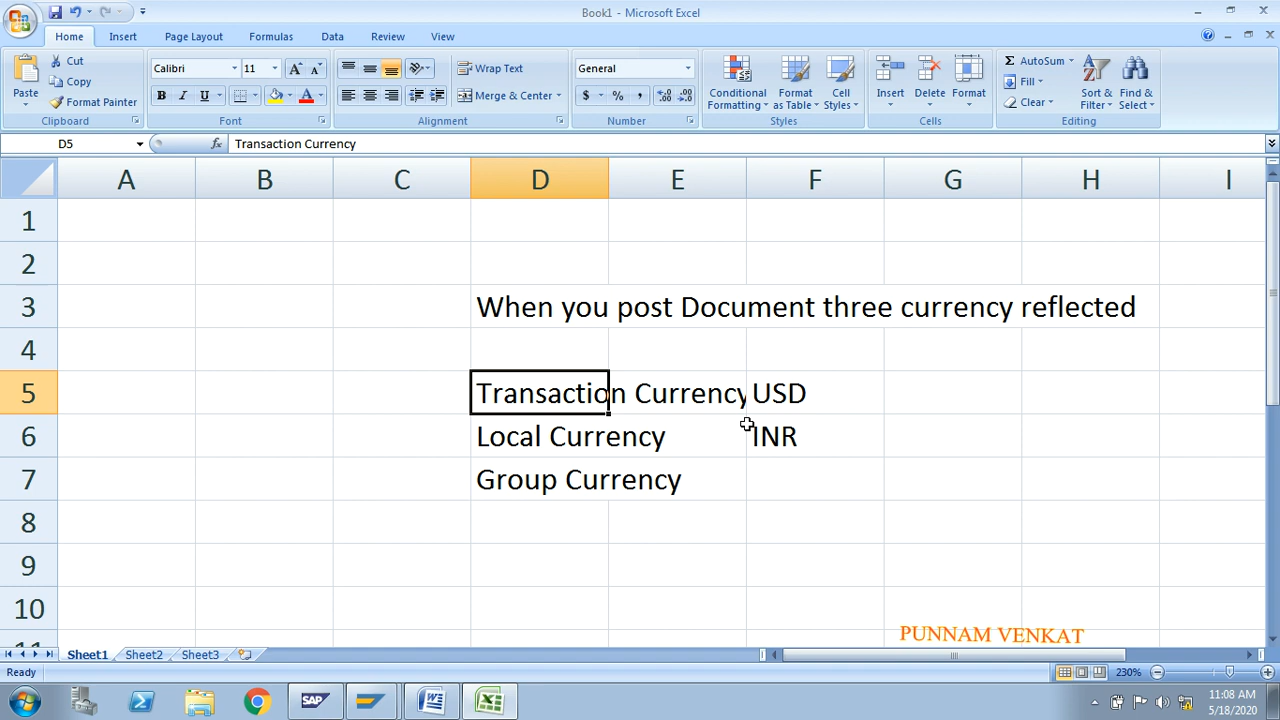 Book1 - Microsoft Excel
Home Insert Page Layout Formulas Data Review View
Paste Cut Copy Format Painter Clipboard
Calibri 11 Font
Wrap Text Merge & Center Alignment
General Number
Conditional Formatting Format as Table Cell Styles Styles
Insert Delete Format Cells
AutoSum Fill Clear Sort & Filter Find & Select Editing
D5 fx Transaction Currency
A B C D E F G H I
1
2
3 When you post Document three currency reflected
4
5 Transaction Currency USD
6 Local Currency INR
7 Group Currency
8
9
10
PUNNAM VENKAT
11
Sheet1 Sheet2 Sheet3
Ready 230%
SAP 11:08 AM
5/18/2020